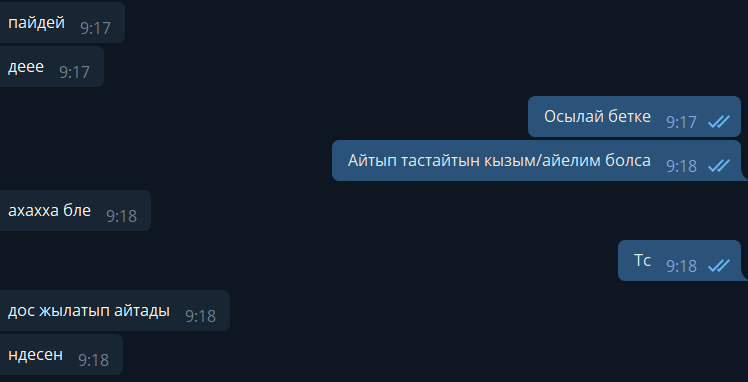 пайдей 9:17
деее 9:17
Осылай бетке 9:17
Айтып тастайтын кызым/айелим болса 9:18
ахахха бле 9:18
Тс 9:18
дос жылатып айтады 9:18
ндесен 9:18